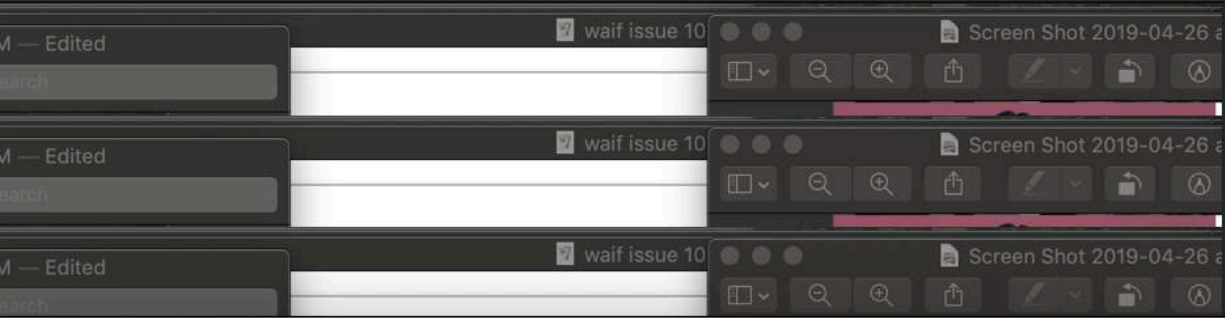 waif issue 10
Screen Shot 2019-04-26 a
M — Edited
earch
waif issue 10
Screen Shot 2019-04-26 a
M — Edited
earch
waif issue 10
Screen Shot 2019-04-26 a
M — Edited
earch